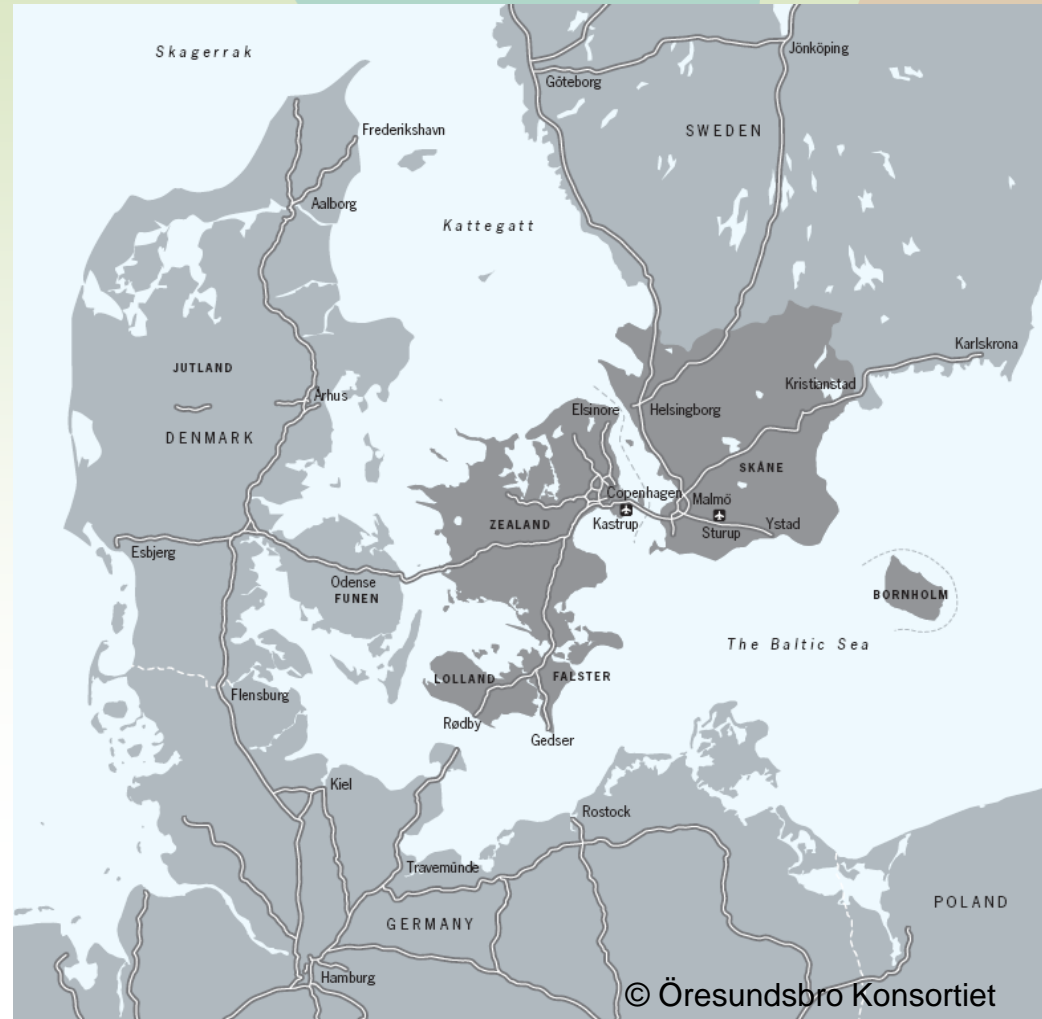 Skagerrak
Jönköping
Göteborg
Frederikshavn
SWEDEN
Aalborg
Kattegatt
Karlskrona
JUTLAND
Kristianstad
Århus
Elsinore
Helsingborg
DENMARK
SKÅNE
Copenhagen
Malmö
ZEALAND
Kastrup
Sturup
Ystad
Esbjerg
Odense
FUNEN
BORNHOLM
The Baltic Sea
LOLLAND
FALSTER
Flensburg
Rødby
Gedser
Kiel
Rostock
Travemünde
POLAND
GERMANY
Hamburg
© Öresundsbro Konsortiet